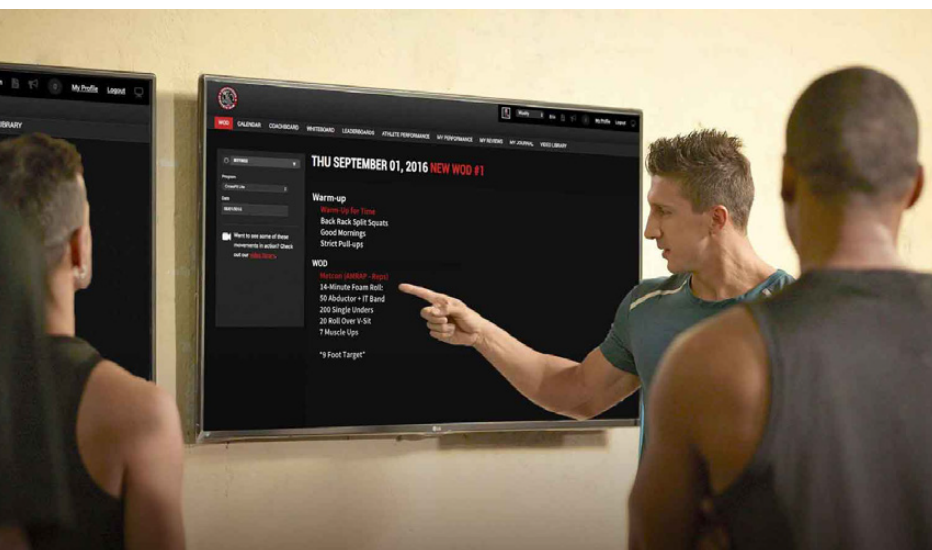 My Profile Logout
LIBRARY
My Profile Logout
WOD CALENDAR COACHBOARD WHITEBOARD LEADERBOARDS ATHLETE PERFORMANCE MY PERFORMANCE MY REVIEWS MY JOURNAL VIDEO LIBRARY
THU SEPTEMBER 01, 2016 NEW WOD #1
Program
Date
Want to see some of these
movements in action? Check
out our
Warm-up
Warm-Up for Time
Back Rack Split Squats
Good Mornings
Strict Pull-ups
WOD
Metcon (AMRAP - Reps)
14-Minute Foam Roll:
50 Abductor + IT Band
200 Single Unders
20 Roll Over V-Sit
7 Muscle Ups
"9 Foot Target"
LG